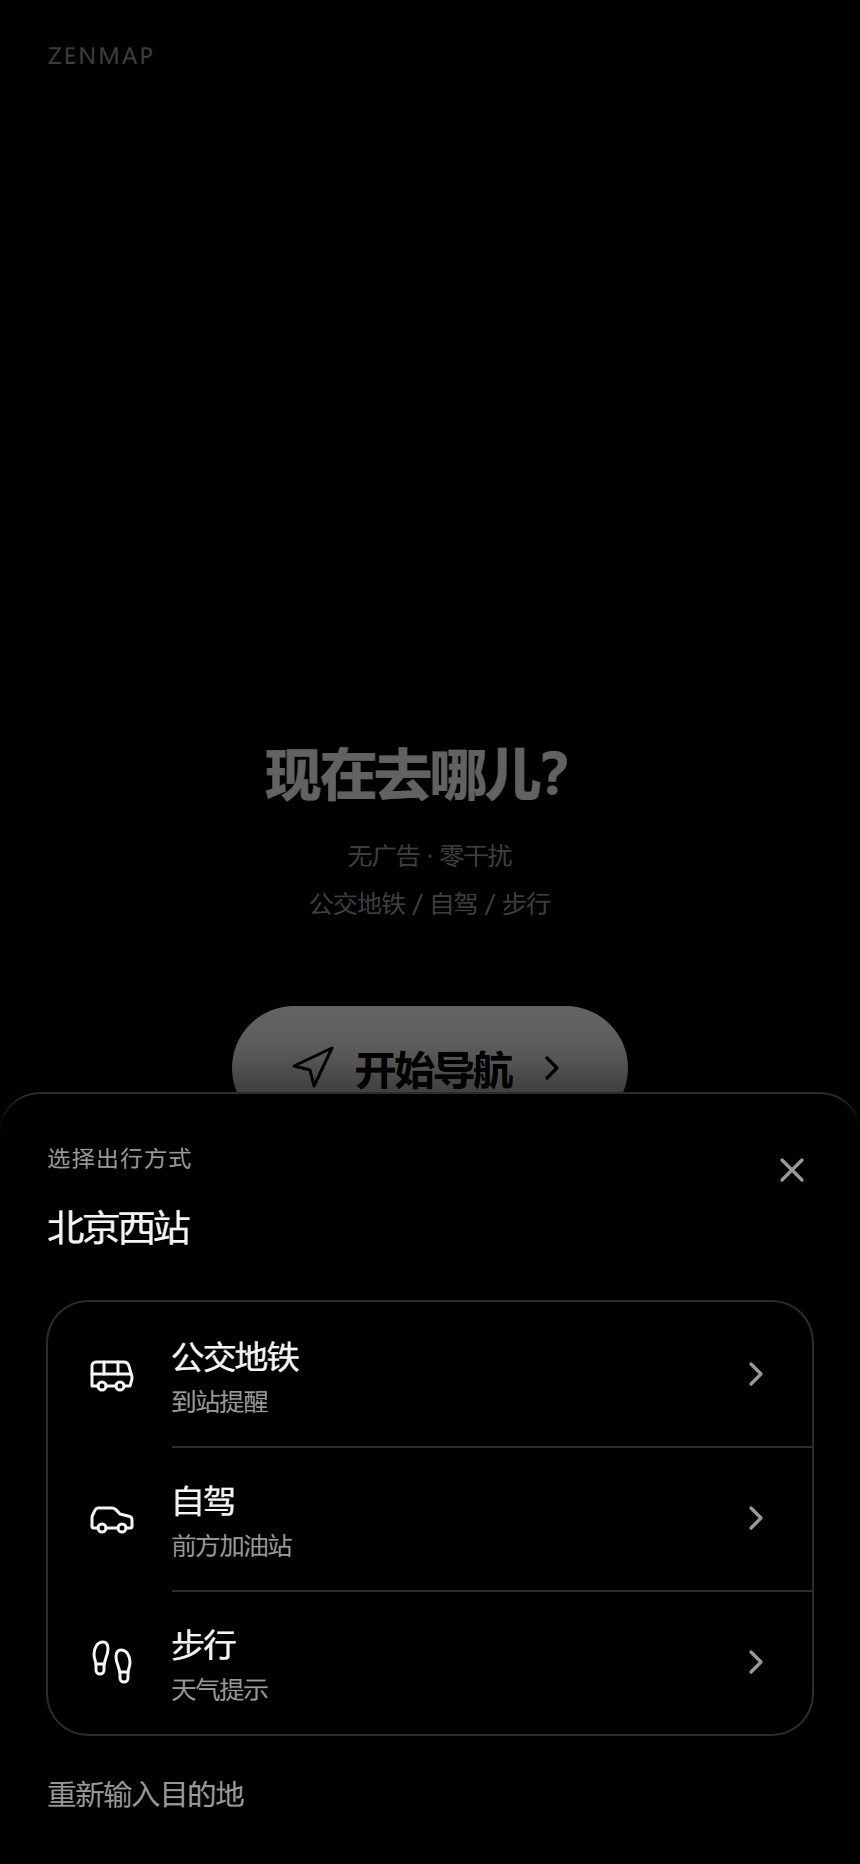 ZENMAP
现在去哪儿?
无广告 · 零干扰
公交地铁 / 自驾 / 步行
开始导航
选择出行方式
北京西站
公交地铁
到站提醒
自驾
前方加油站
步行
天气提示
重新输入目的地